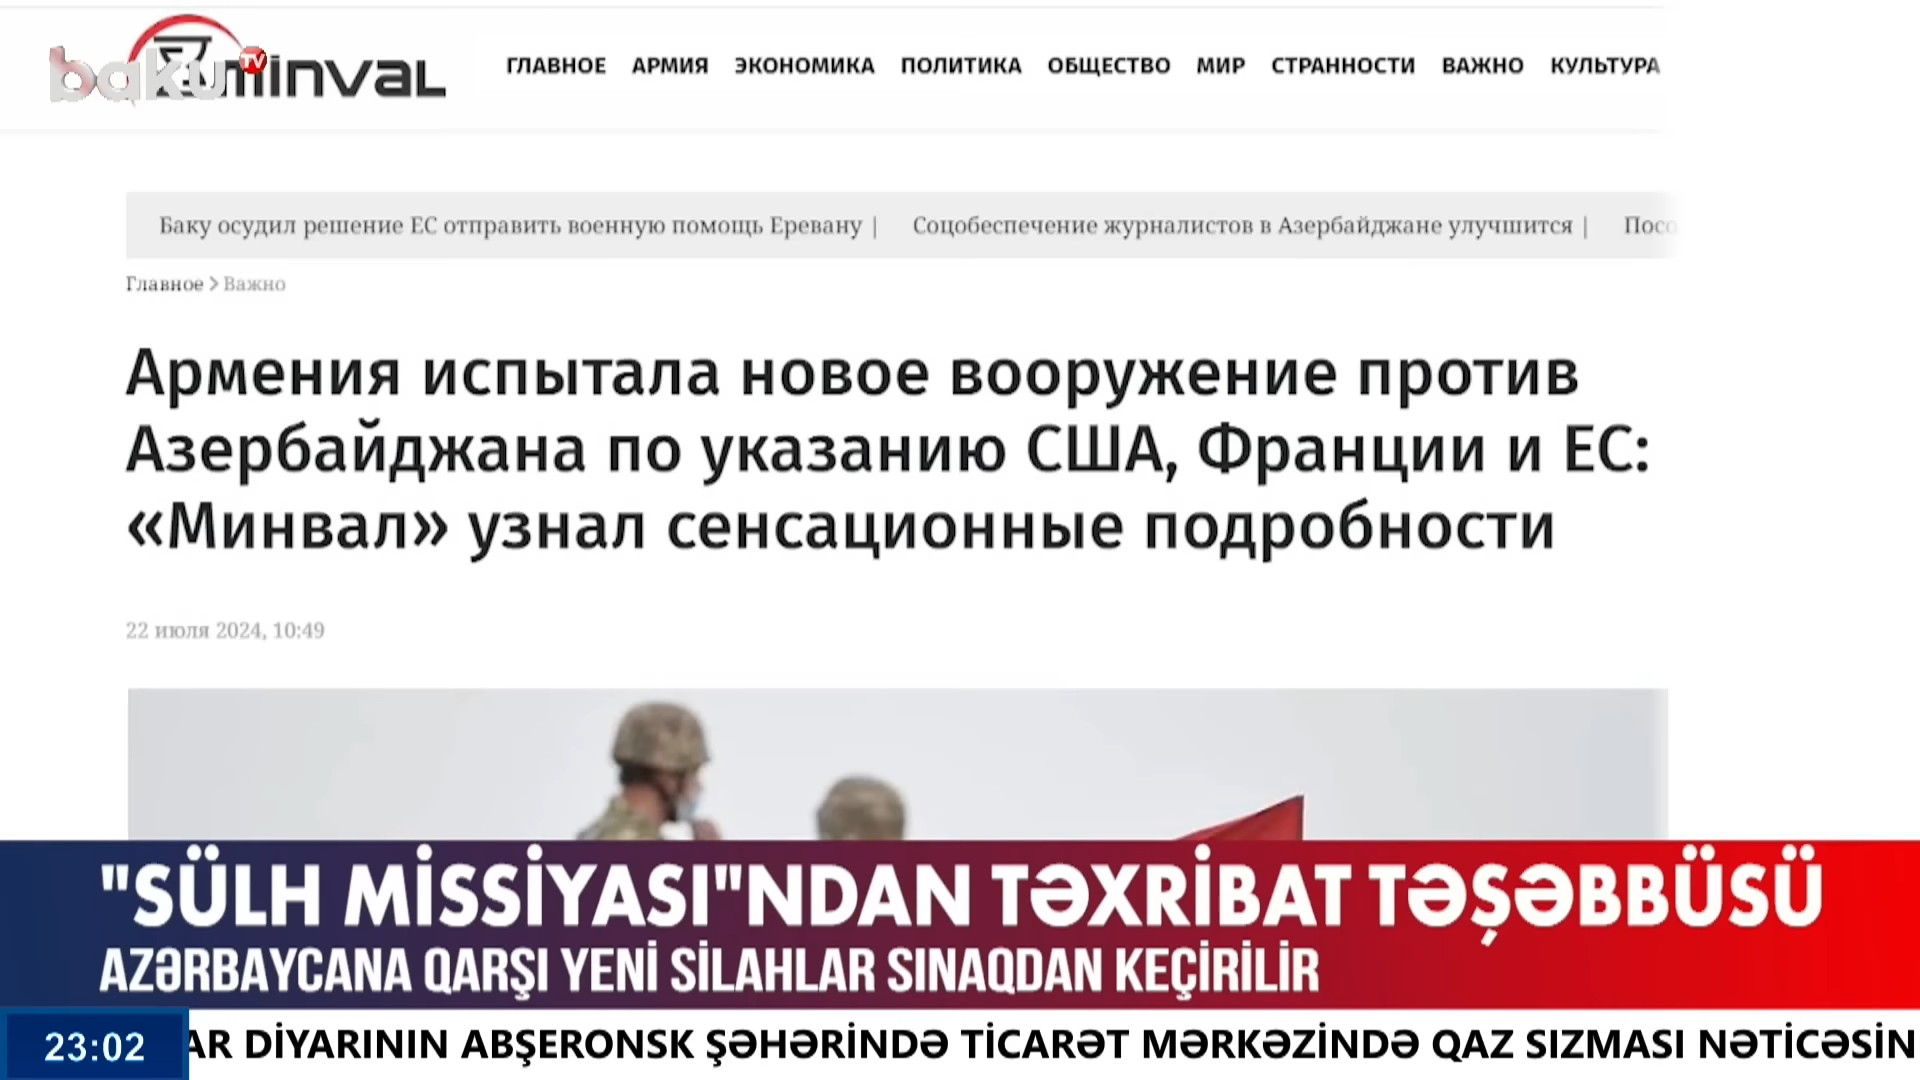 baku TV
minval
ГЛАВНОЕ АРМИЯ ЭКОНОМИКА ПОЛИТИКА ОБЩЕСТВО МИР СТРАННОСТИ ВАЖНО КУЛЬТУРА
Баку осудил решение ЕС отправить военную помощь Еревану | Соцобеспечение журналистов в Азербайджане улучшится |
Главное > Важно
Армения испытала новое вооружение против
Азербайджана по указанию США, Франции и ЕС:
«Минвал» узнал сенсационные подробности
22 июля 2024, 10:49
"SÜLH MİSSİYASI"NDAN TƏXRİBAT TƏŞƏBBÜSÜ
AZƏRBAYCANA QARŞI YENİ SİLAHLAR SINAQDAN KEÇİRİLİR
23:02 AR DİYARININ ABŞERONSK ŞƏHƏRİNDƏ TİCARƏT MƏRKƏZİNDƏ QAZ SIZMASI NƏTİCƏSİN